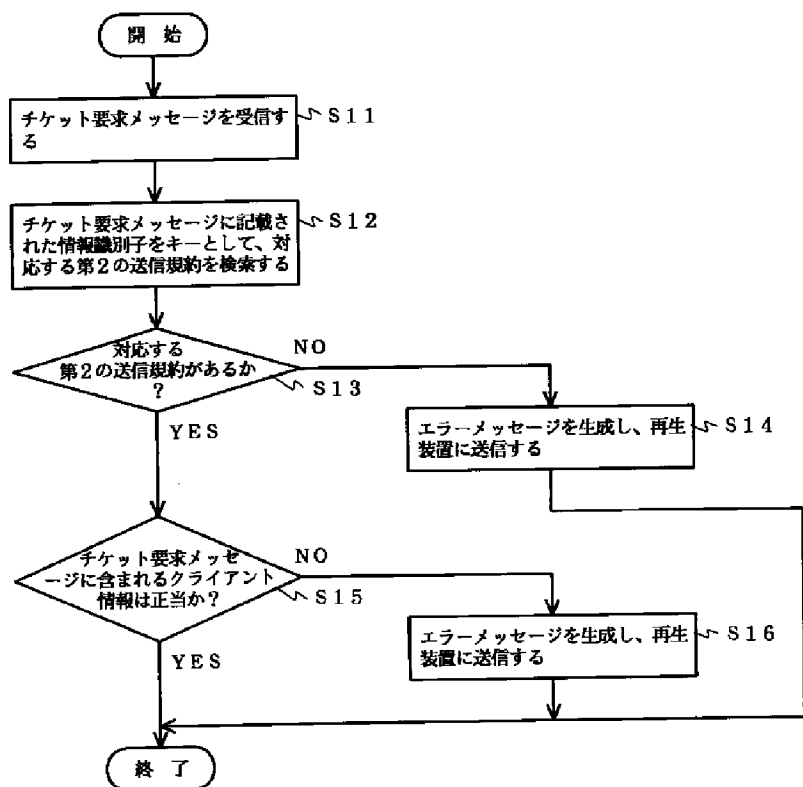 開始
チケット要求メッセージを受信す
る
S11
チケット要求メッセージに記載され
た情報識別子をキーとして、対
応する第2の送信規約を検索する
S12
対応する
第2の送信規約があるか
?
S13
NO
YES
エラーメッセージを生成し、再生
装置に送信する
S14
チケット要求メッセ
ージに含まれるクライアント
情報は正当か?
S15
NO
YES
エラーメッセージを生成し、再生
装置に送信する
S16
終了